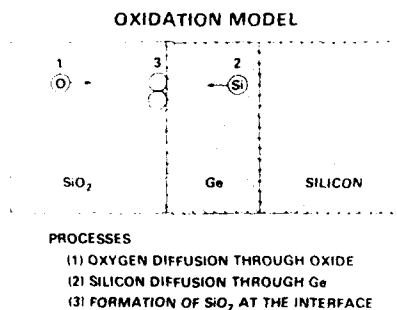 OXIDATION MODEL
1 3 2
O Si
SiO₂ Ge SILICON
PROCESSES
(1) OXYGEN DIFFUSION THROUGH OXIDE
(2) SILICON DIFFUSION THROUGH Ge
(3) FORMATION OF SiO₂ AT THE INTERFACE